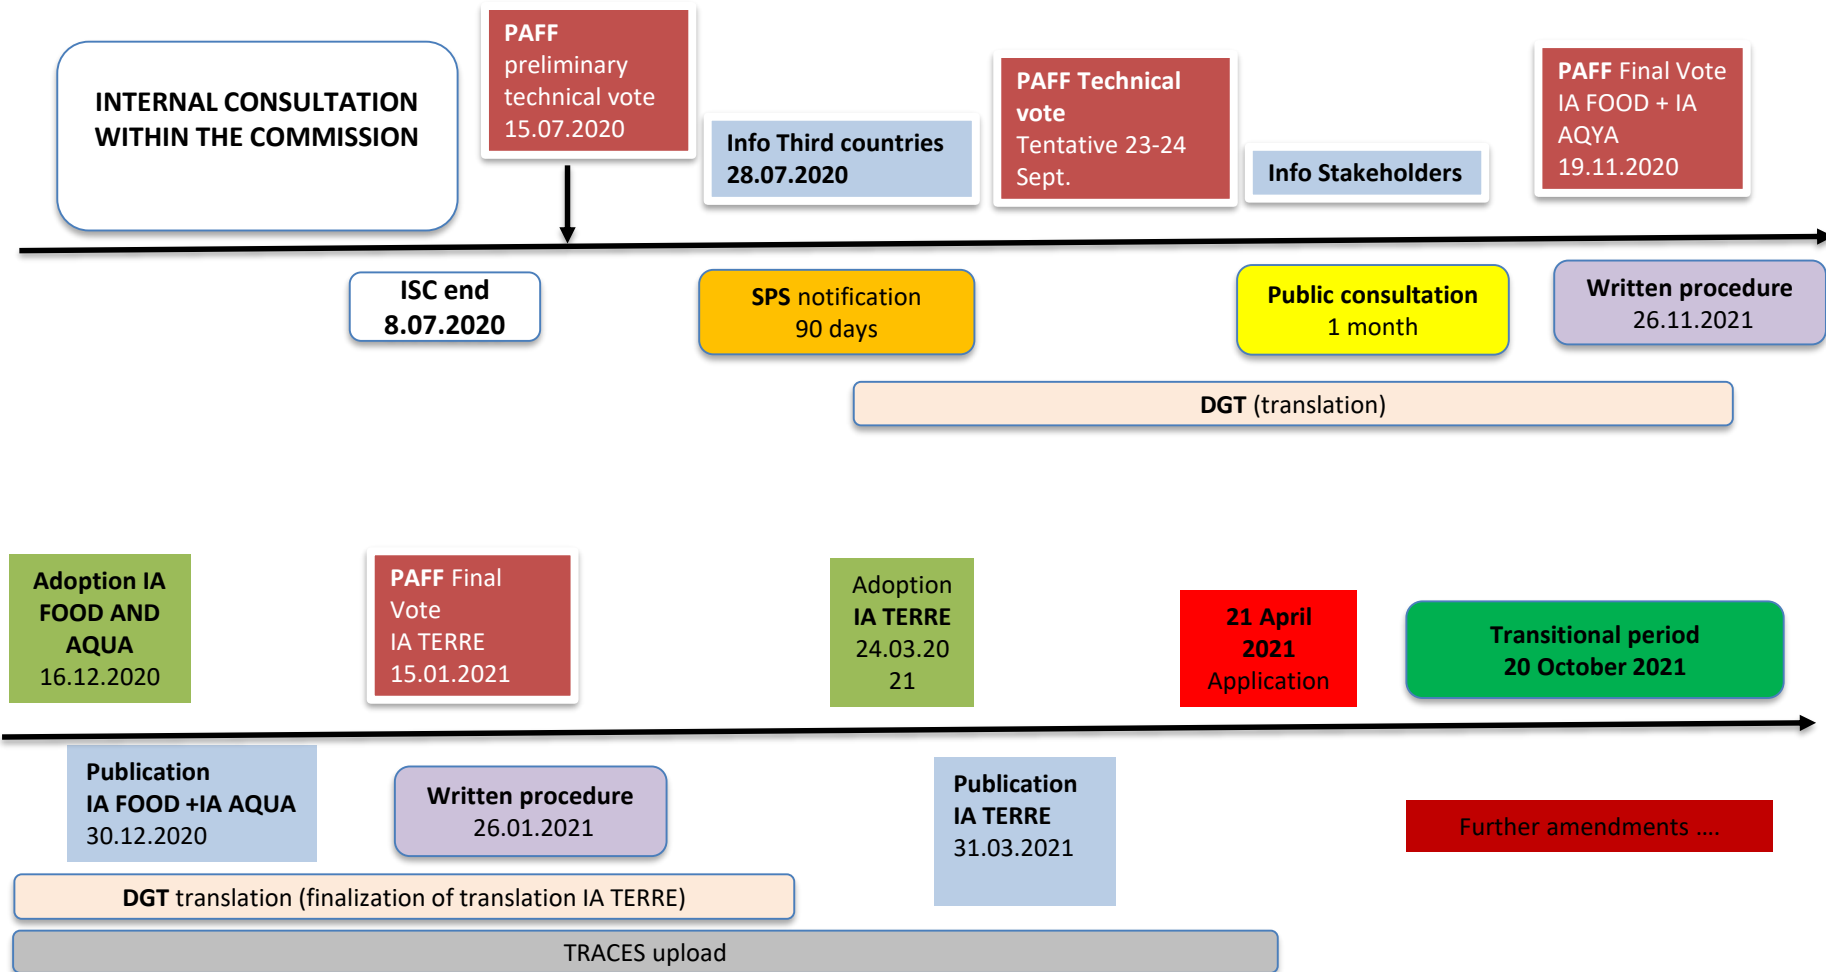 INTERNAL CONSULTATION
WITHIN THE COMMISSION
PAFF
preliminary
technical vote
15.07.2020
Info Third countries
28.07.2020
PAFF Technical
vote
Tentative 23-24
Sept.
Info Stakeholders
PAFF Final Vote
IA FOOD + IA
AQYA
19.11.2020
ISC end
8.07.2020
SPS notification
90 days
Public consultation
1 month
Written procedure
26.11.2021
DGT (translation)
Adoption IA
FOOD AND
AQUA
16.12.2020
PAFF Final
Vote
IA TERRE
15.01.2021
Adoption
IA TERRE
24.03.20
21
21 April
2021
Application
Transitional period
20 October 2021
Publication
IA FOOD +IA AQUA
30.12.2020
Written procedure
26.01.2021
Publication
IA TERRE
31.03.2021
Further amendments ....
DGT translation (finalization of translation IA TERRE)
TRACES upload